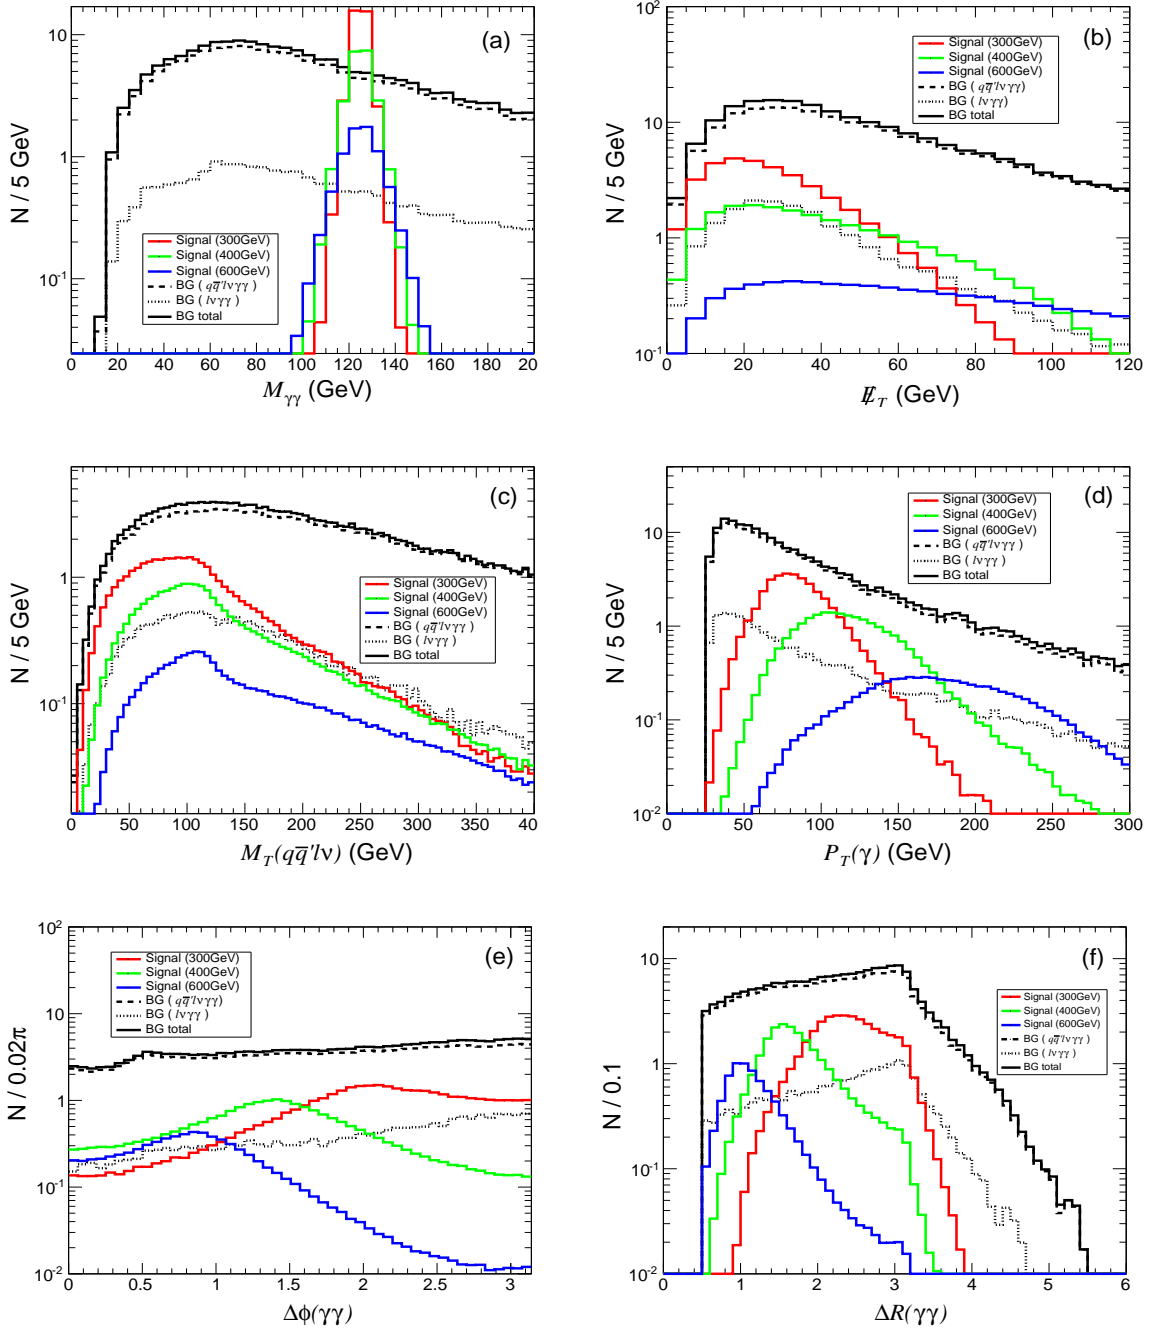 (a)
N / 5 GeV
10
1
10⁻¹
Signal (300GeV)
Signal (400GeV)
Signal (600GeV)
BG ( qq̅'lνγγ )
BG ( lνγγ )
BG total
0 20 40 60 80 100 120 140 160 180 20
M_γγ (GeV)
(b)
N / 5 GeV
10²
10
1
10⁻¹
Signal (300GeV)
Signal (400GeV)
Signal (600GeV)
BG ( qq̅'lνγγ )
BG ( lνγγ )
BG total
0 20 40 60 80 100 120
E̸_T (GeV)
(c)
N / 5 GeV
1
10⁻¹
Signal (300GeV)
Signal (400GeV)
Signal (600GeV)
BG ( qq̅'lνγγ )
BG ( lνγγ )
BG total
0 50 100 150 200 250 300 350 40
M_T(qq̅'lν) (GeV)
(d)
N / 5 GeV
10
1
10⁻¹
10⁻²
Signal (300GeV)
Signal (400GeV)
Signal (600GeV)
BG ( qq̅'lνγγ )
BG ( lνγγ )
BG total
0 50 100 150 200 250 300
P_T(γ) (GeV)
(e)
N / 0.02π
10²
10
1
10⁻¹
10⁻²
Signal (300GeV)
Signal (400GeV)
Signal (600GeV)
BG ( qq̅'lνγγ)
BG ( lνγγ )
BG total
0 0.5 1 1.5 2 2.5 3
Δϕ(γγ)
(f)
N / 0.1
10
1
10⁻¹
10⁻²
Signal (300GeV)
Signal (400GeV)
Signal (600GeV)
BG ( qq̅'lνγγ )
BG ( lνγγ )
BG total
0 1 2 3 4 5 6
ΔR(γγ)